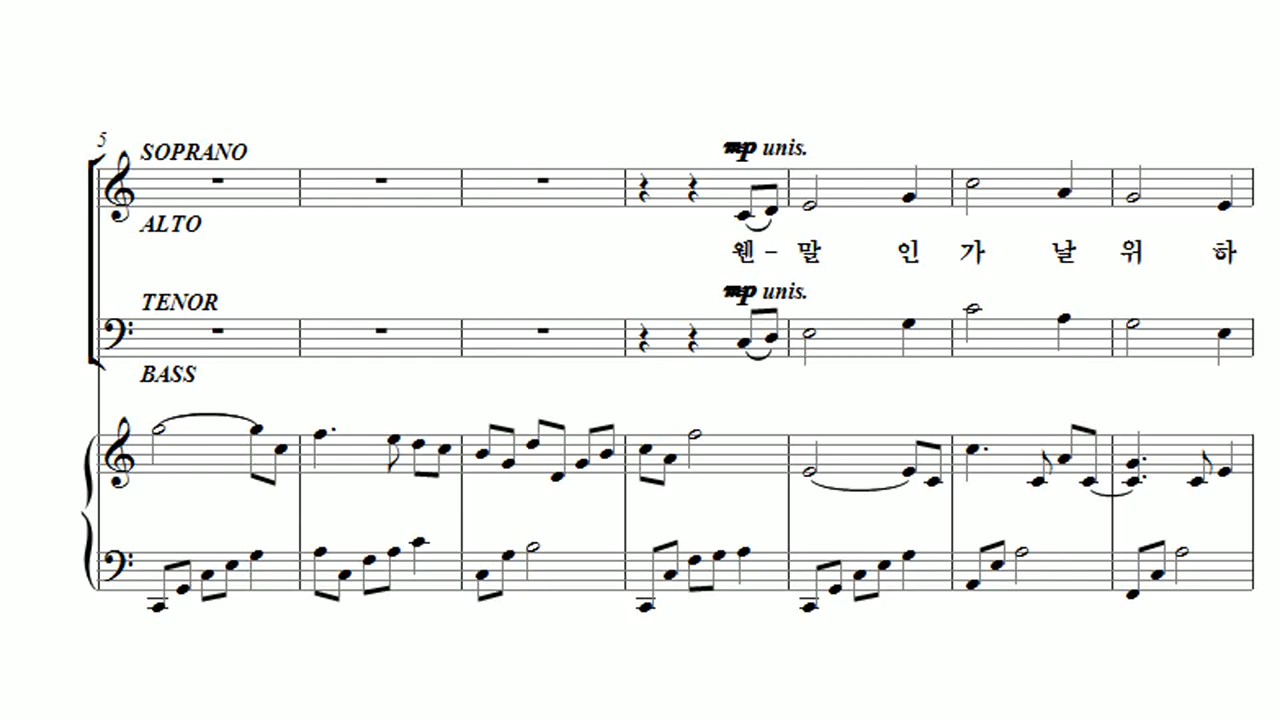 5
SOPRANO
mp unis.
ALTO
웬 - 말 인 가 날 위 하
TENOR
mp unis.
BASS